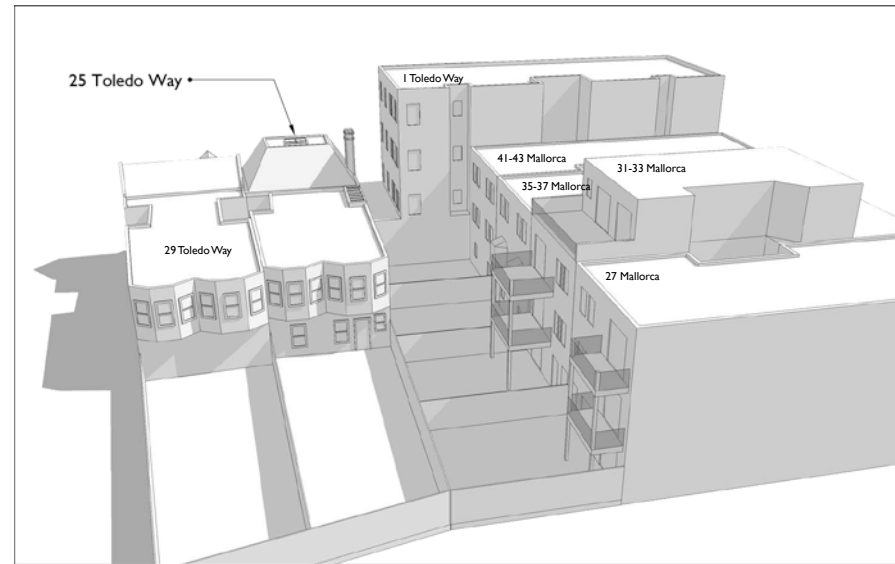 25 Toledo Way
1 Toledo Way
41-43 Mallorca
31-33 Mallorca
35-37 Mallorca
29 Toledo Way
27 Mallorca